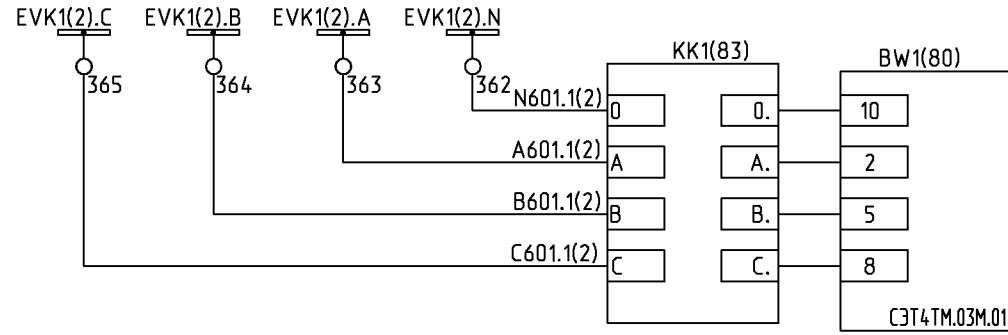 EVK1(2).C EVK1(2).B EVK1(2).A EVK1(2).N
KK1(83)
BW1(80)
365 364 363 362
N601.1(2) 0 0. 10
A601.1(2) A A. 2
B601.1(2) B B. 5
C601.1(2) C C. 8
СЭТ4ТМ.03М.01